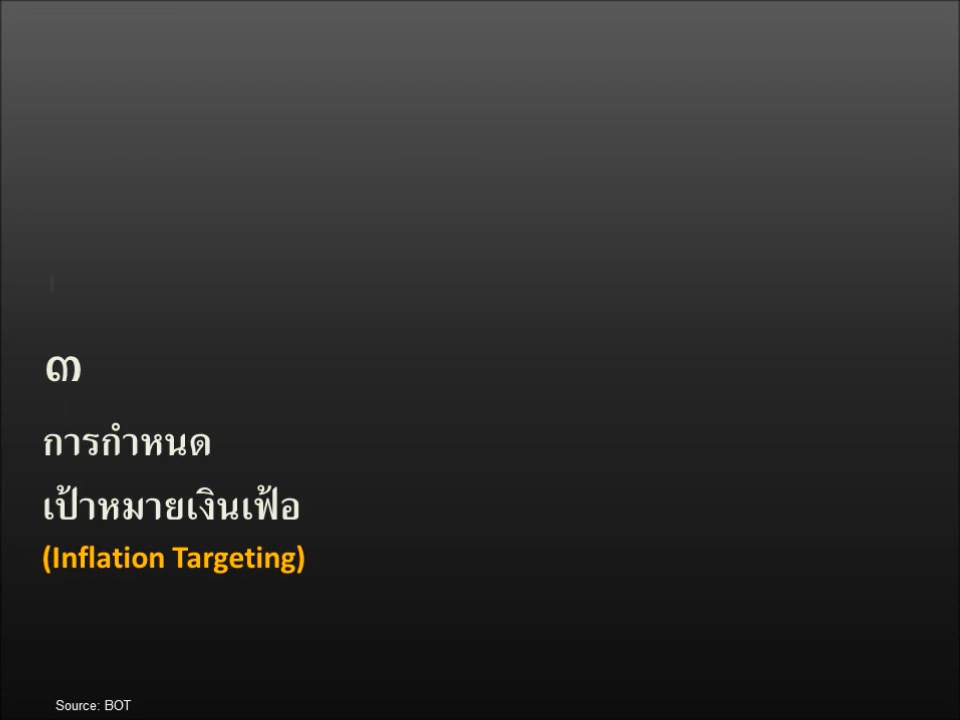 ๓
การกำหนด
เป้าหมายเงินเฟ้อ
(Inflation Targeting)
Source: BOT